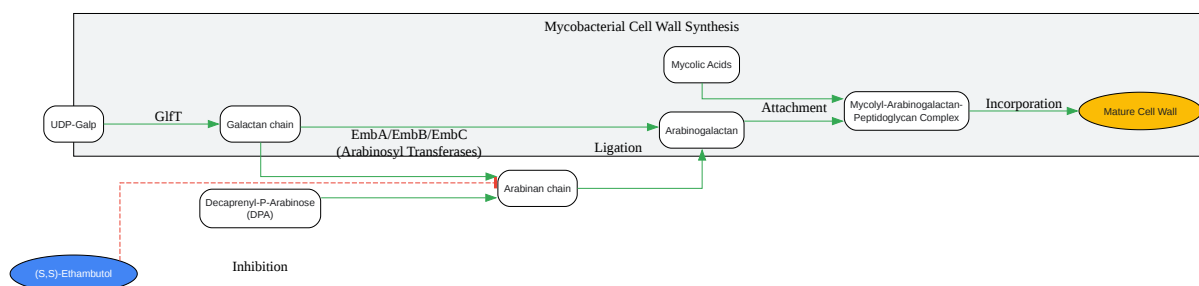 Mycobacterial Cell Wall Synthesis
Mycolic Acids
UDP-Galp
GlfT
Galactan chain
EmbA/EmbB/EmbC
(Arabinosyl Transferases)
Ligation
Arabinogalactan
Attachment
Mycolyl-Arabinogalactan-
Peptidoglycan Complex
Incorporation
Mature Cell Wall
Arabinan chain
Decaprenyl-P-Arabinose
(DPA)
Inhibition
(S,S)-Ethambutol